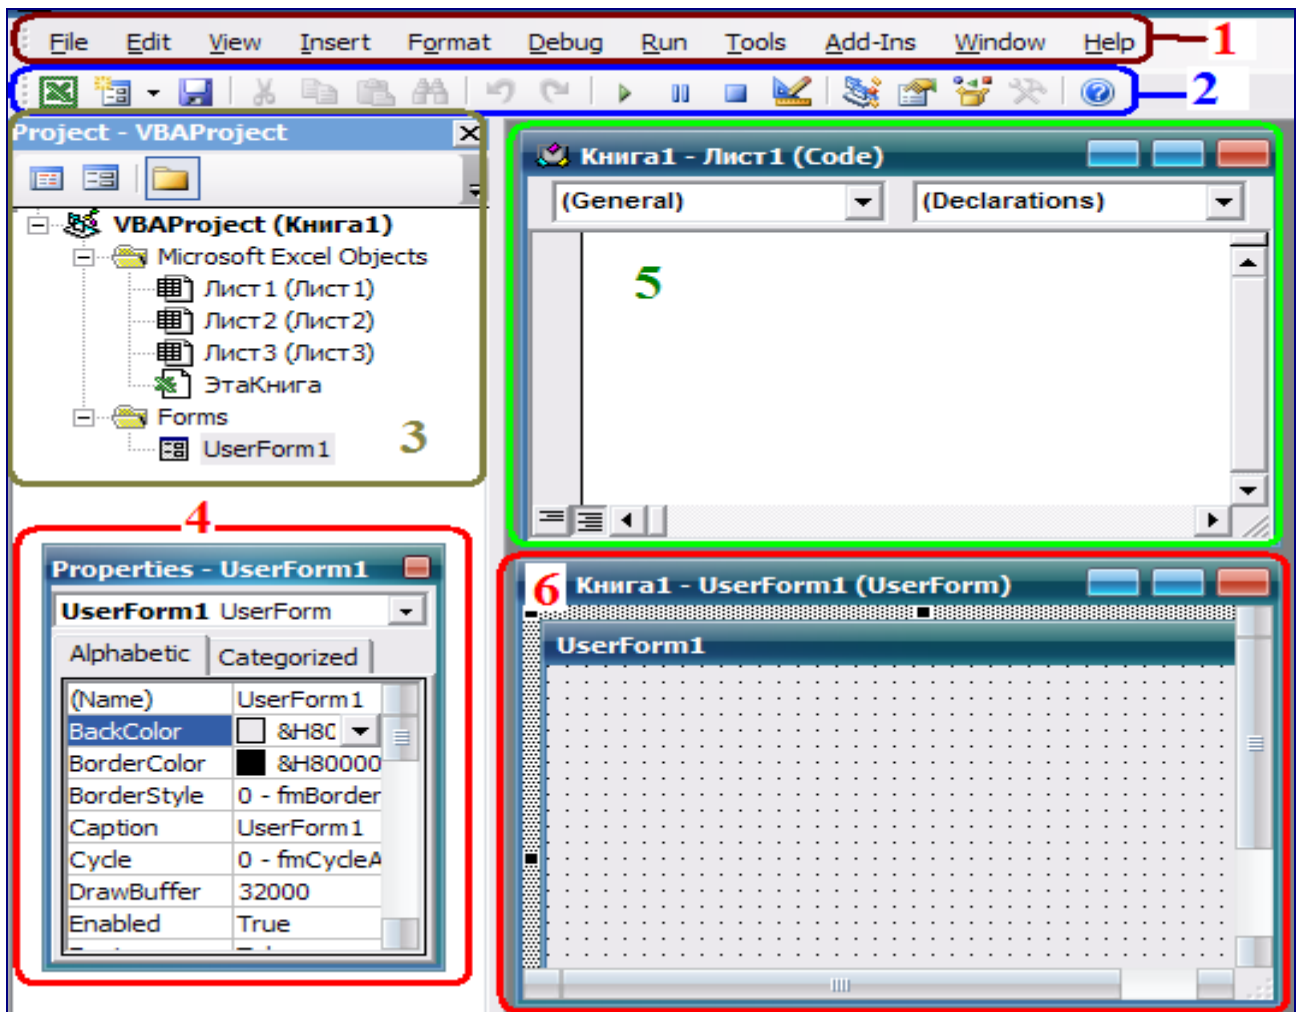 File Edit View Insert Format Debug Run Tools Add-Ins Window Help 1
2
Project - VBAProject
VBAProject (Книга1)
Microsoft Excel Objects
Лист1 (Лист1)
Лист2 (Лист2)
Лист3 (Лист3)
ЭтаКнига
Forms
UserForm1
3
4
Properties - UserForm1
UserForm1 UserForm
Alphabetic Categorized
(Name) UserForm1
BackColor &H80
BorderColor &H80000
BorderStyle 0 - fmBorder
Caption UserForm1
Cycle 0 - fmCycleA
DrawBuffer 32000
Enabled True
Книга1 - Лист1 (Code)
(General) (Declarations)
5
6 Книга1 - UserForm1 (UserForm)
UserForm1